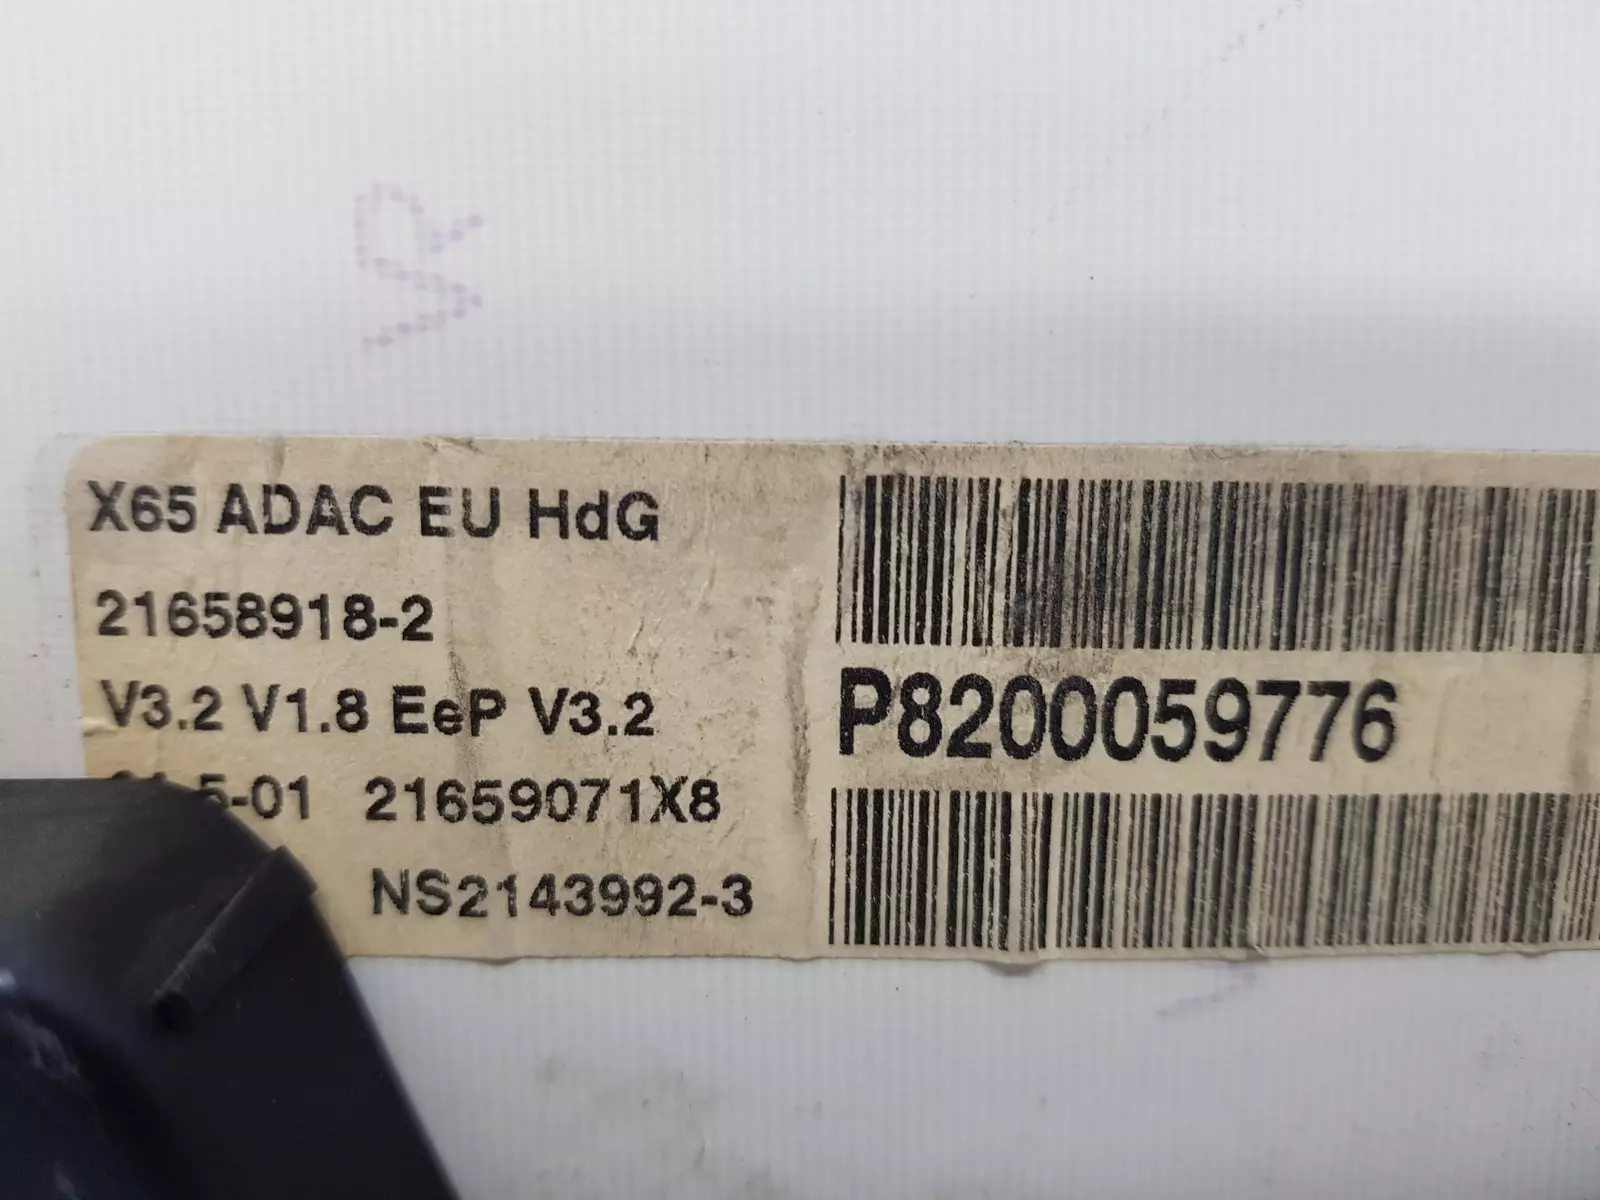 X65 ADAC EU HdG
21658918-2
V3.2 V1.8 EeP V3.2
21659071X8
NS2143992-3
P8200059776